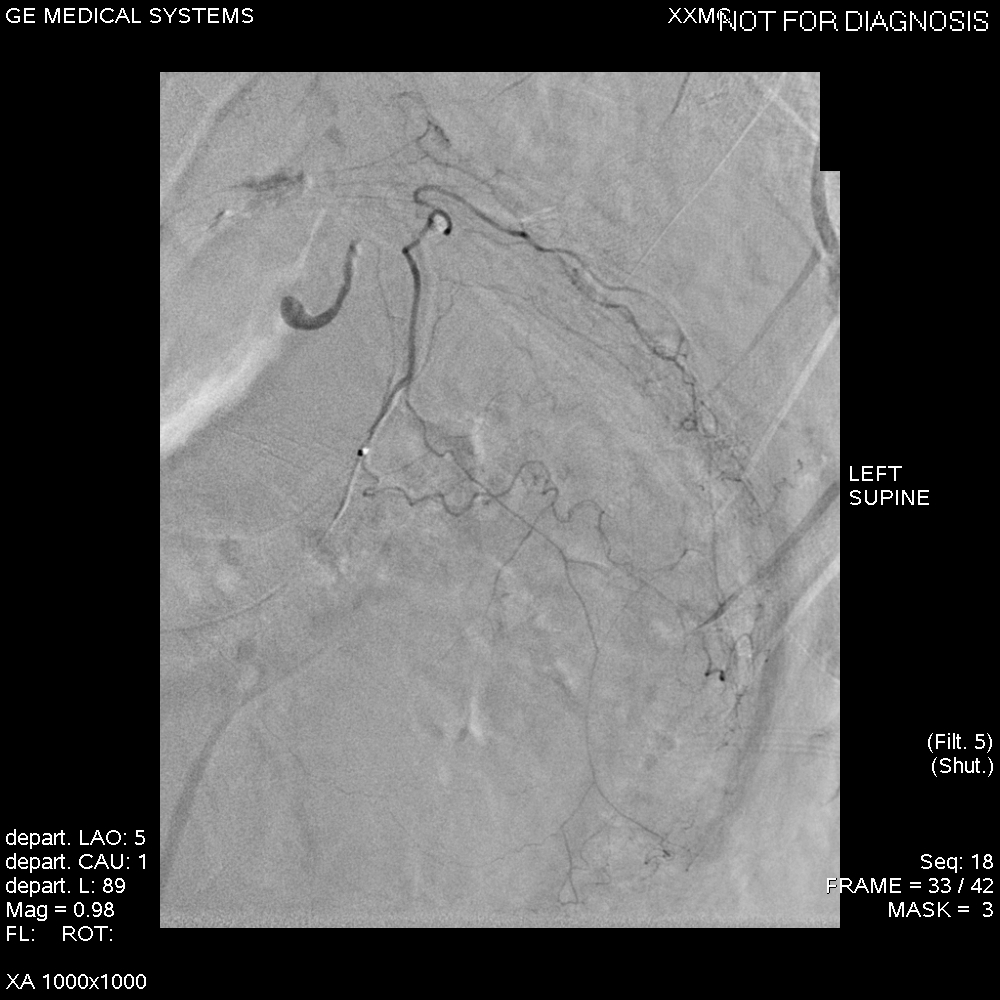 GE MEDICAL SYSTEMS
NOT FOR DIAGNOSIS
LEFT
SUPINE
(Filt. 5)
(Shut.)
depart. LAO: 5
depart. CAU: 1
depart. L: 89
Mag = 0.98
FL: ROT:
Seq: 18
FRAME = 33 / 42
MASK = 3
XA 1000x1000